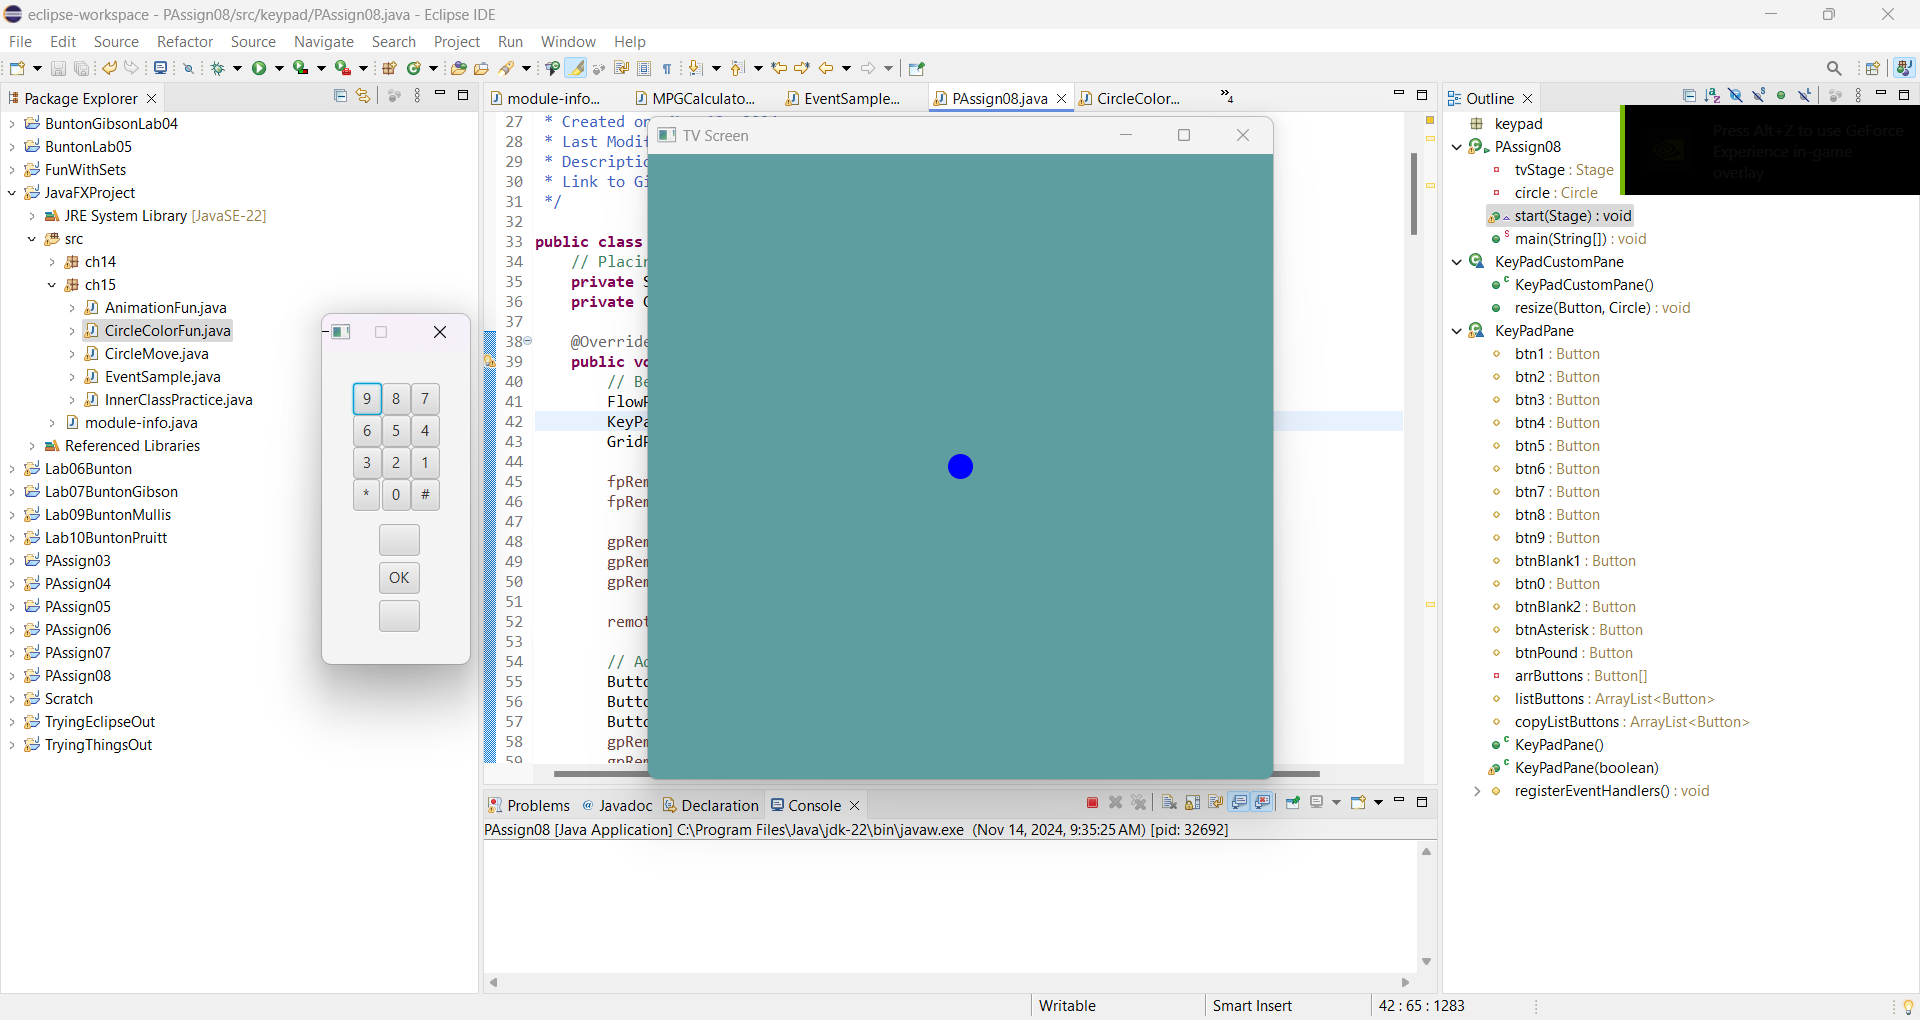 eclipse-workspace - PAssign08/src/keypad/PAssign08.java - Eclipse IDE
File Edit Source Refactor Source Navigate Search Project Run Window Help
Package Explorer
BuntonGibsonLab04
BuntonLab05
FunWithSets
JavaFXProject
JRE System Library [JavaSE-22]
src
ch14
ch15
AnimationFun.java
CircleColorFun.java
CircleMove.java
EventSample.java
InnerClassPractice.java
module-info.java
Referenced Libraries
Lab06Bunton
Lab07BuntonGibson
Lab09BuntonMullis
Lab10BuntonPruitt
PAssign03
PAssign04
PAssign05
PAssign06
PAssign07
PAssign08
Scratch
TryingEclipseOut
TryingThingsOut
9 8 7
6 5 4
3 2 1
* 0 #
OK
module-info... MPGCalculato... EventSample... PAssign08.java CircleColor... »4
27 * Created on
28 * Last Modif
29 * Descriptio
30 * Link to Gi
31 */
32
33 public class
34 // Placin
35 private S
36 private C
37
38 @Override
39 public vo
40 // Be
41 FlowP
42 KeyPa
43 GridP
44
45 fpRem
46 fpRem
47
48 gpRem
49 gpRem
50 gpRem
51
52 remot
53
54 // Ad
55 Butto
56 Butto
57 Butto
58 gpRem
59 gpRem
TV Screen
Problems @ Javadoc Declaration Console
PAssign08 [Java Application] C:\Program Files\Java\jdk-22\bin\javaw.exe (Nov 14, 2024, 9:35:25 AM) [pid: 32692]
Outline
keypad
PAssign08
tvStage : Stage
circle : Circle
start(Stage) : void
main(String[]) : void
KeyPadCustomPane
KeyPadCustomPane()
resize(Button, Circle) : void
KeyPadPane
btn1 : Button
btn2 : Button
btn3 : Button
btn4 : Button
btn5 : Button
btn6 : Button
btn7 : Button
btn8 : Button
btn9 : Button
btnBlank1 : Button
btn0 : Button
btnBlank2 : Button
btnAsterisk : Button
btnPound : Button
arrButtons : Button[]
listButtons : ArrayList<Button>
copyListButtons : ArrayList<Button>
KeyPadPane()
KeyPadPane(boolean)
registerEventHandlers() : void
Press Alt+Z to use GeForce
Experience in-game
overlay
Writable Smart Insert 42 : 65 : 1283